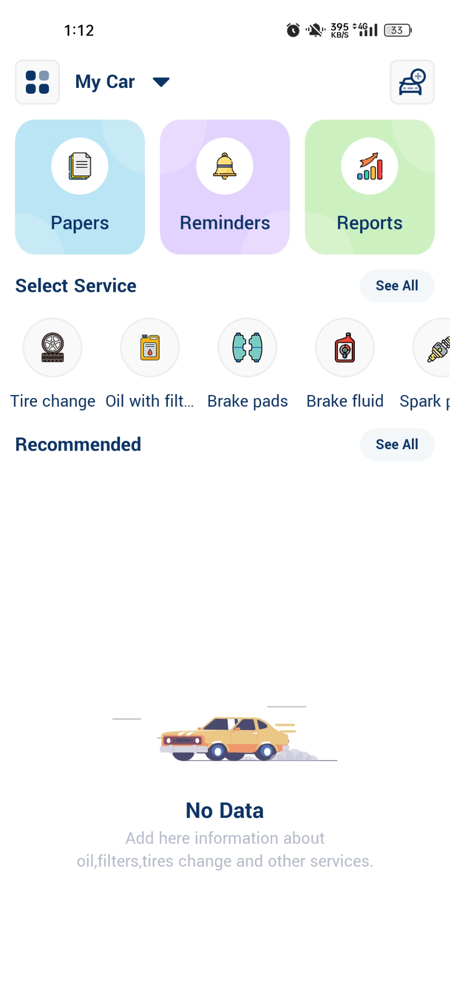 1:12
395
KB/S
4G
33
My Car
Papers
Reminders
Reports
Select Service
See All
Tire change
Oil with filt...
Brake pads
Brake fluid
Spark
Recommended
See All
No Data
Add here information about
oil,filters,tires change and other services.